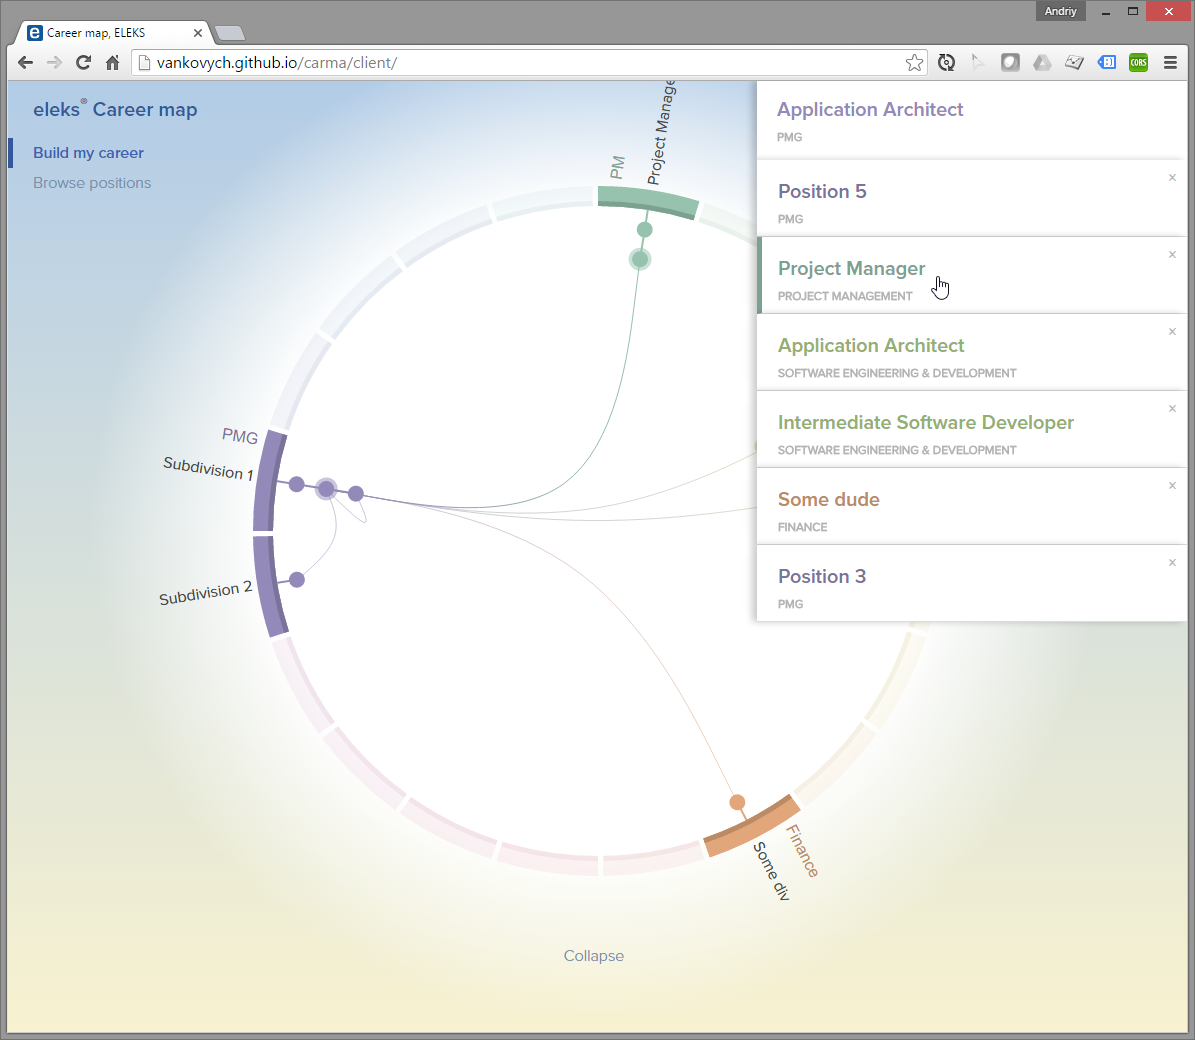 Andriy
Career map, ELEKS
vankovych.github.io/carma/client/
CORS
eleks® Career map
Build my career
Browse positions
PM
Project Manage
PMG
Subdivision 1
Subdivision 2
Finance
Some div
Collapse
Application Architect
PMG
Position 5
PMG
Project Manager
PROJECT MANAGEMENT
Application Architect
SOFTWARE ENGINEERING & DEVELOPMENT
Intermediate Software Developer
SOFTWARE ENGINEERING & DEVELOPMENT
Some dude
FINANCE
Position 3
PMG